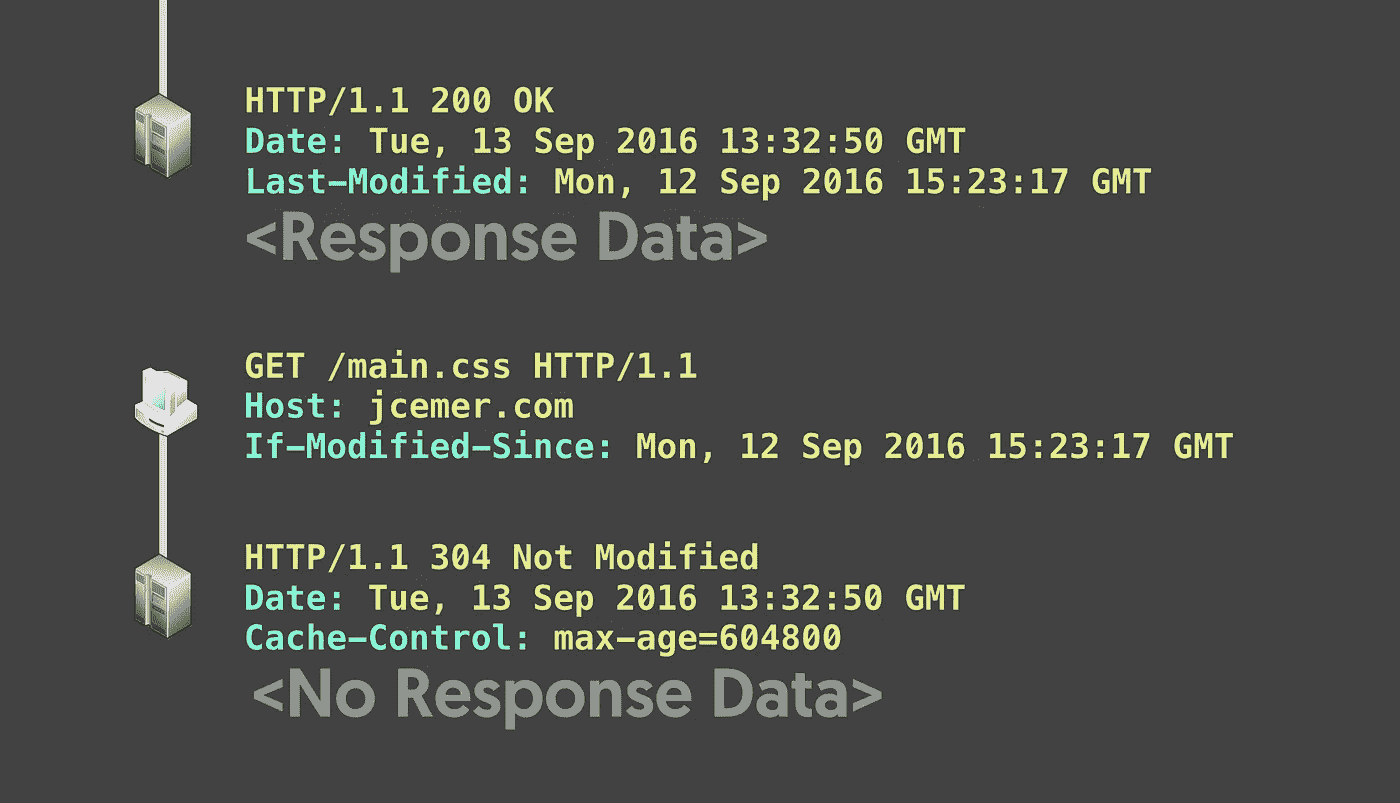 HTTP/1.1 200 OK
Date: Tue, 13 Sep 2016 13:32:50 GMT
Last-Modified: Mon, 12 Sep 2016 15:23:17 GMT
<Response Data>
GET /main.css HTTP/1.1
Host: jcemer.com
If-Modified-Since: Mon, 12 Sep 2016 15:23:17 GMT
HTTP/1.1 304 Not Modified
Date: Tue, 13 Sep 2016 13:32:50 GMT
Cache-Control: max-age=604800
<No Response Data>